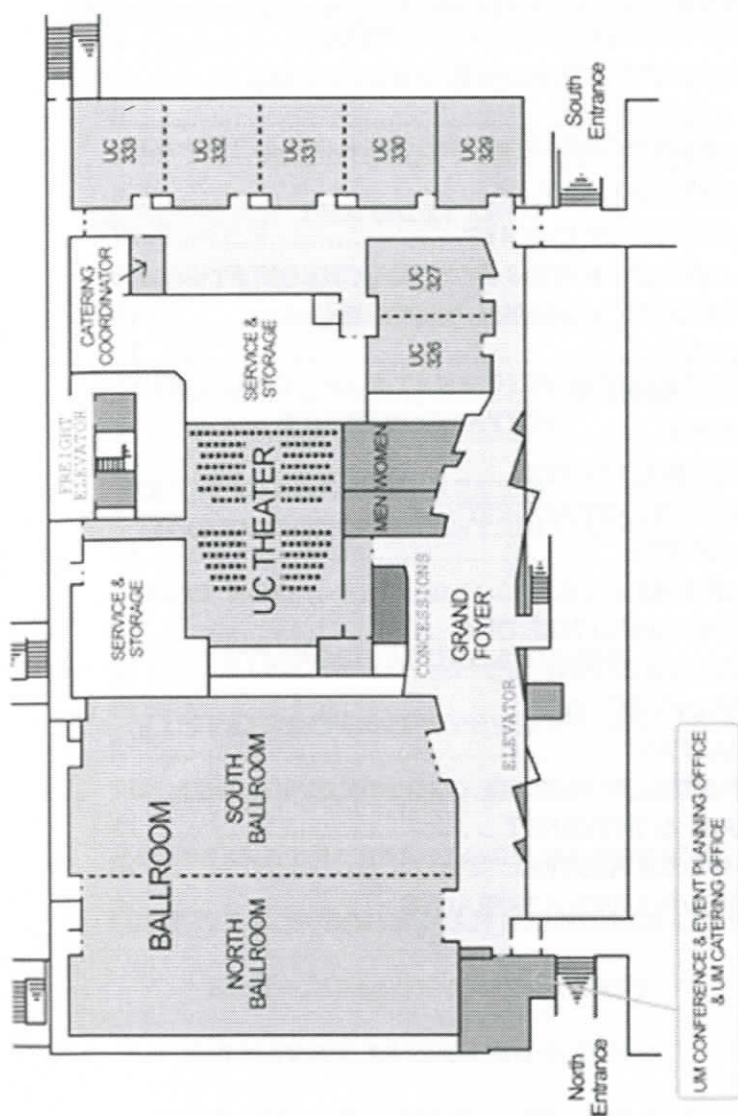 UC
333
UC
332
UC
331
UC
330
UC
329
South
Entrance
CATERING
COORDINATOR
UC
327
UC
326
SERVICE &
STORAGE
FREIGHT
ELEVATOR
UC THEATER
MEN
WOMEN
SERVICE &
STORAGE
CONCESSIONS
GRAND
FOYER
ELEVATOR
BALLROOM
SOUTH
BALLROOM
NORTH
BALLROOM
North
Entrance
UM CONFERENCE & EVENT PLANNING OFFICE
& UM CATERING OFFICE